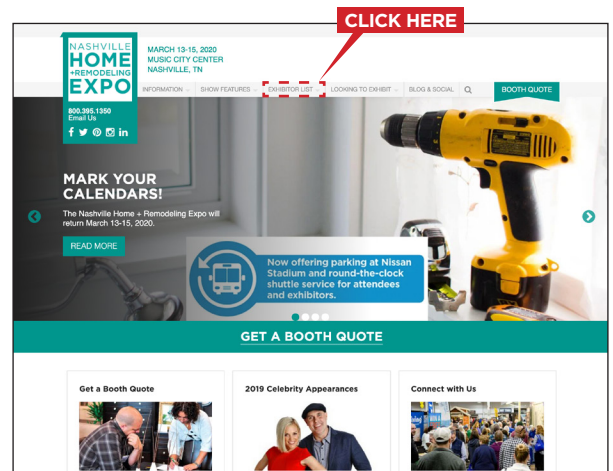 CLICK HERE
NASHVILLE
HOME
+REMODELING
EXPO
MARCH 13-15, 2020
MUSIC CITY CENTER
NASHVILLE, TN
INFORMATION SHOW FEATURES EXHIBITOR LIST LOOKING TO EXHIBIT BLOG & SOCIAL BOOTH QUOTE
800.395.1350
Email Us
MARK YOUR
CALENDARS!
The Nashville Home + Remodeling Expo will
return March 13-15, 2020.
READ MORE
Now offering parking at Nissan
Stadium and round-the-clock
shuttle service for attendees
and exhibitors.
GET A BOOTH QUOTE
Get a Booth Quote
2019 Celebrity Appearances
Connect with Us